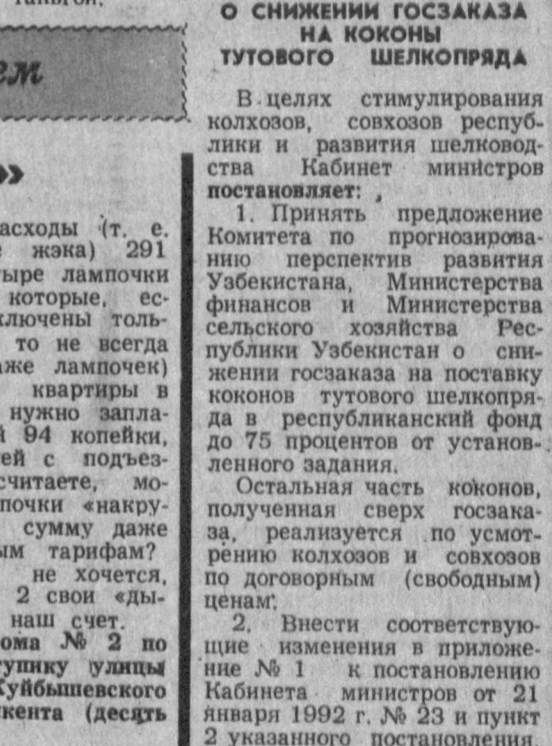 ем
»
асходы (т. е.
жэка) 291
тыре лампочки
которые, ес-
ключены толь-
то не всегда
аже лампочек)
квартиры в
нужно запла-
й 94 копейки,
ей с подъез-
считаете, мо-
почки «накру-
сумму даже
ым тарифам?
не хочется,
2 свои «ды-
наш счет.
ома № 2 по
тупику улицы
Куйбышевского
кента (десять
О СНИЖЕНИИ ГОСЗАКАЗА
НА КОКОНЫ
ТУТОВОГО ШЕЛКОПРЯДА
В целях стимулирования
колхозов, совхозов респуб-
лики и развития шелковод-
ства Кабинет министров
постановляет:
1. Принять предложение
Комитета по прогнозирова-
нию перспектив развития
Узбекистана, Министерства
финансов и Министерства
сельского хозяйства Рес-
публики Узбекистан о сни-
жении госзаказа на поставку
коконов тутового шелкопря-
да в республиканский фонд
до 75 процентов от установ-
ленного задания.
Остальная часть коконов,
полученная сверх госзака-
за, реализуется по усмот-
рению колхозов и совхозов
по договорным (свободным)
ценам.
2. Внести соответствую-
щие изменения в приложе-
ние № 1 к постановлению
Кабинета министров от 21
января 1992 г. № 23 и пункт
2 указанного постановления